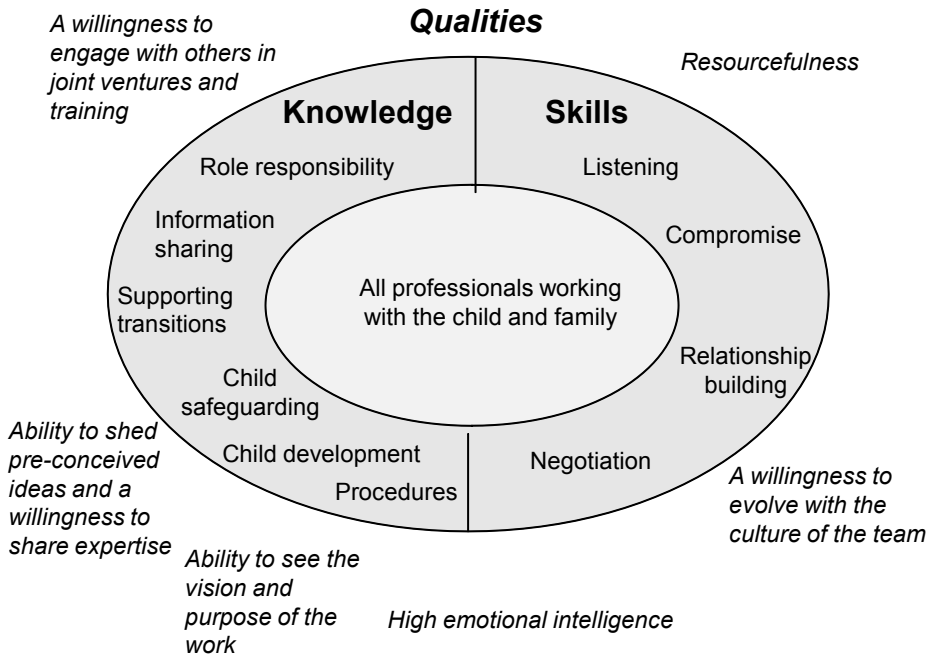 Qualities
A willingness to
engage with others in
joint ventures and
training
Resourcefulness
Knowledge
Skills
Role responsibility
Listening
Information
sharing
Compromise
Supporting
transitions
All professionals working
with the child and family
Relationship
building
Child
safeguarding
Child development
Procedures
Negotiation
Ability to shed
pre-conceived
ideas and a
willingness to
share expertise
A willingness to
evolve with the
culture of the team
Ability to see the
vision and
purpose of the
work
High emotional intelligence